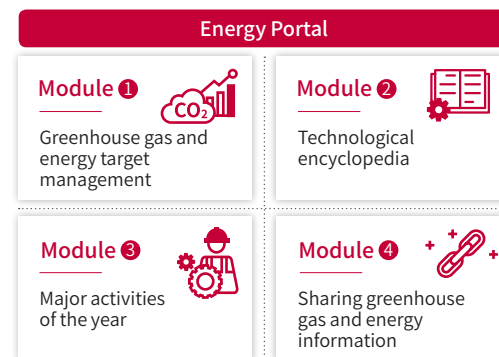 Energy Portal
Module 1
CO2
Greenhouse gas and
energy target
management
Module 2
Technological
encyclopedia
Module 3
Major activities
of the year
Module 4
Sharing greenhouse
gas and energy
information